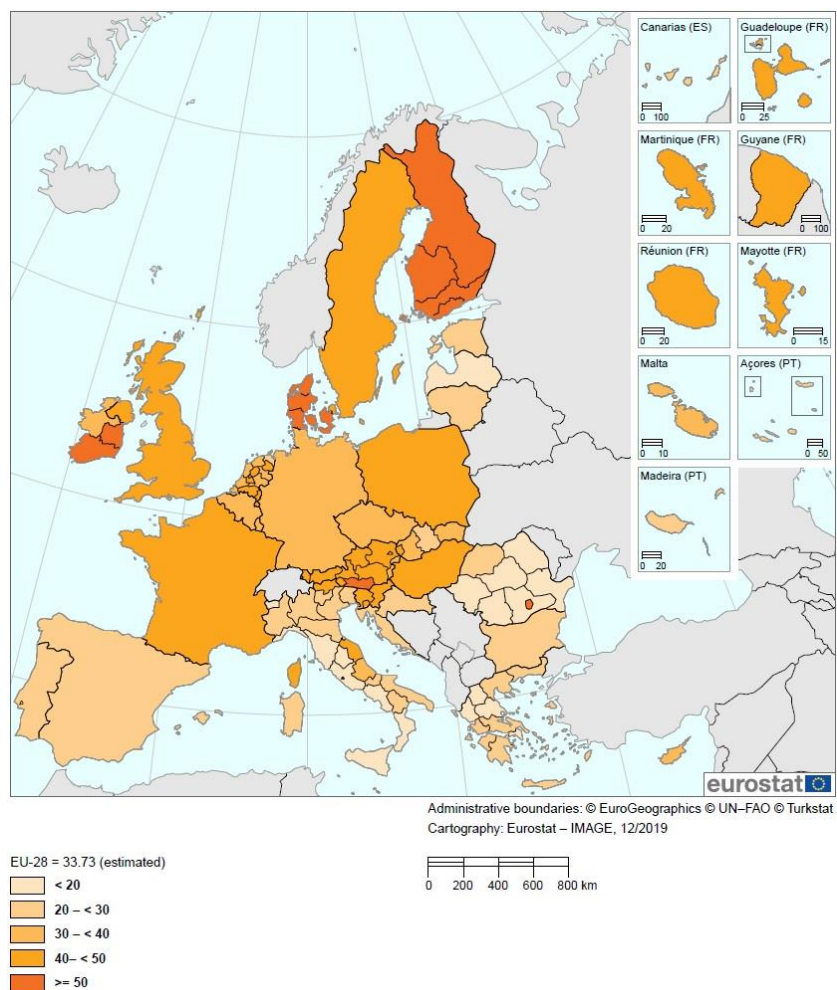 Canarias (ES)
0 100
Guadeloupe (FR)
0 25
Martinique (FR)
0 20
Guyane (FR)
0 100
Réunion (FR)
0 20
Mayotte (FR)
0 15
Malta
0 10
Açores (PT)
0 50
Madeira (PT)
0 20
eurostat
Administrative boundaries: © EuroGeographics © UN–FAO © Turkstat
Cartography: Eurostat – IMAGE, 12/2019
EU-28 = 33.73 (estimated)
0 200 400 600 800 km
< 20
20 – < 30
30 – < 40
40– < 50
>= 50